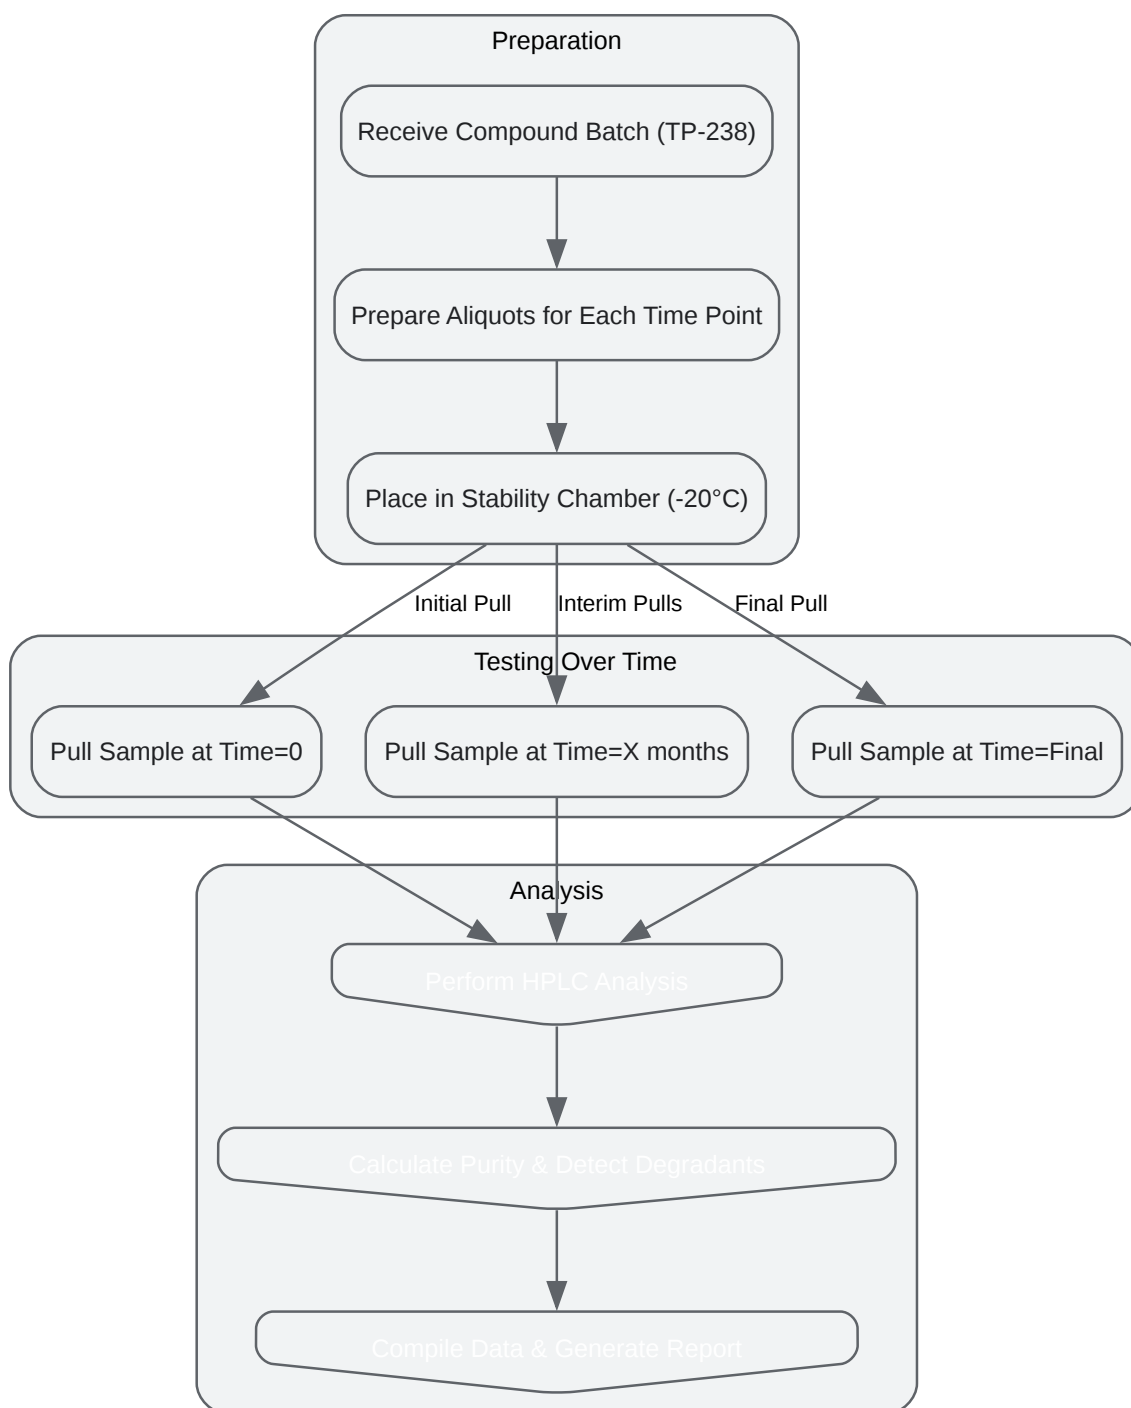 Preparation
Receive Compound Batch (TP-238)
Prepare Aliquots for Each Time Point
Place in Stability Chamber (-20°C)
Initial Pull
Interim Pulls
Final Pull
Testing Over Time
Pull Sample at Time=0
Pull Sample at Time=X months
Pull Sample at Time=Final
Analysis
Perform HPLC Analysis
Calculate Purity & Detect Degradants
Compile Data & Generate Report